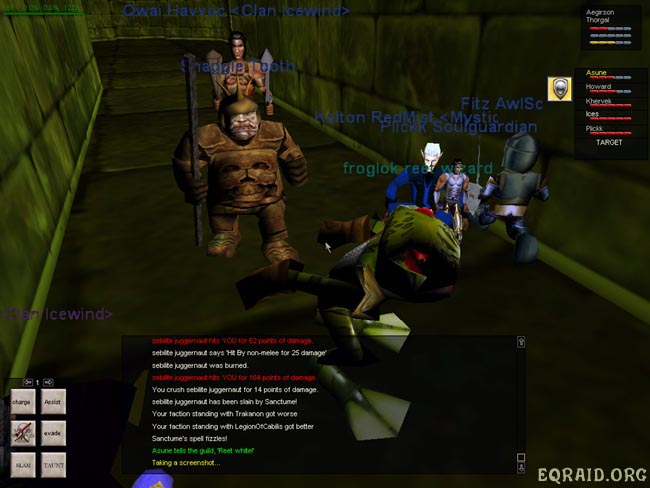 Qwai Havvoc <Clan Icewind>
Aegirson
Thorgal
Shaggie Tooth
Asune
Howard
Khervek
Ices
Plickk
TARGET
Fitz AwlSc
Kelton RedMist <Mystic
Plickk Soulguardian
froglok reet wizard
Clan Icewind>
sebilite juggernaut hits YOU for 62 points of damage.
sebilite juggernaut says 'Hit By non-melee for 25 damage'
sebilite juggernaut was burned.
sebilite juggernaut hits YOU for 164 points of damage.
You crush sebilite juggernaut for 14 points of damage.
sebilite juggernaut has been slain by Sanctume!
Your faction standing with Trakanon got worse
Your faction standing with LegionOfCabilis got better
Sanctume's spell fizzles!
Asune tells the guild, 'Reet white!'
Taking a screenshot...
1
charge
Assist
evade
SLAM
TAUNT
EQRAID.ORG